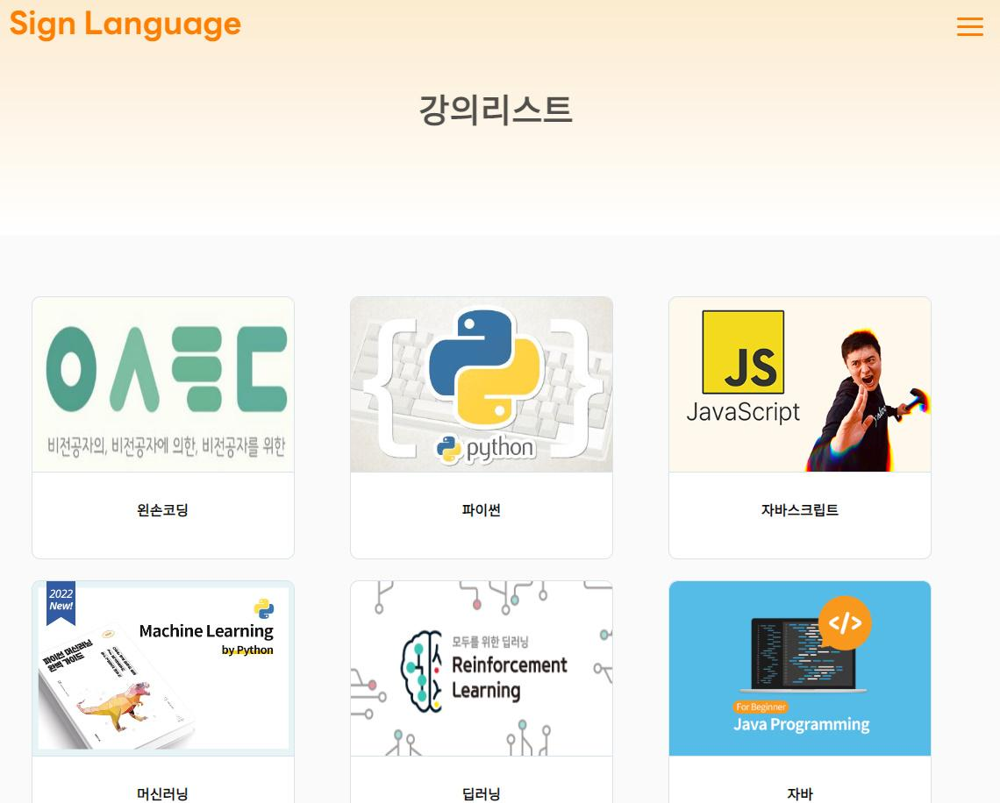 Sign Language
강의리스트
비전공자의, 비전공자에 의한, 비전공자를 위한
왼손코딩
python
파이썬
JS
JavaScript
자바스크립트
2022
New!
Machine Learning
by Python
파이썬 머신러닝
완벽 가이드
머신러닝
모두를 위한 딥러닝
Reinforcement
Learning
딥러닝
</>
For Beginner
Java Programming
자바